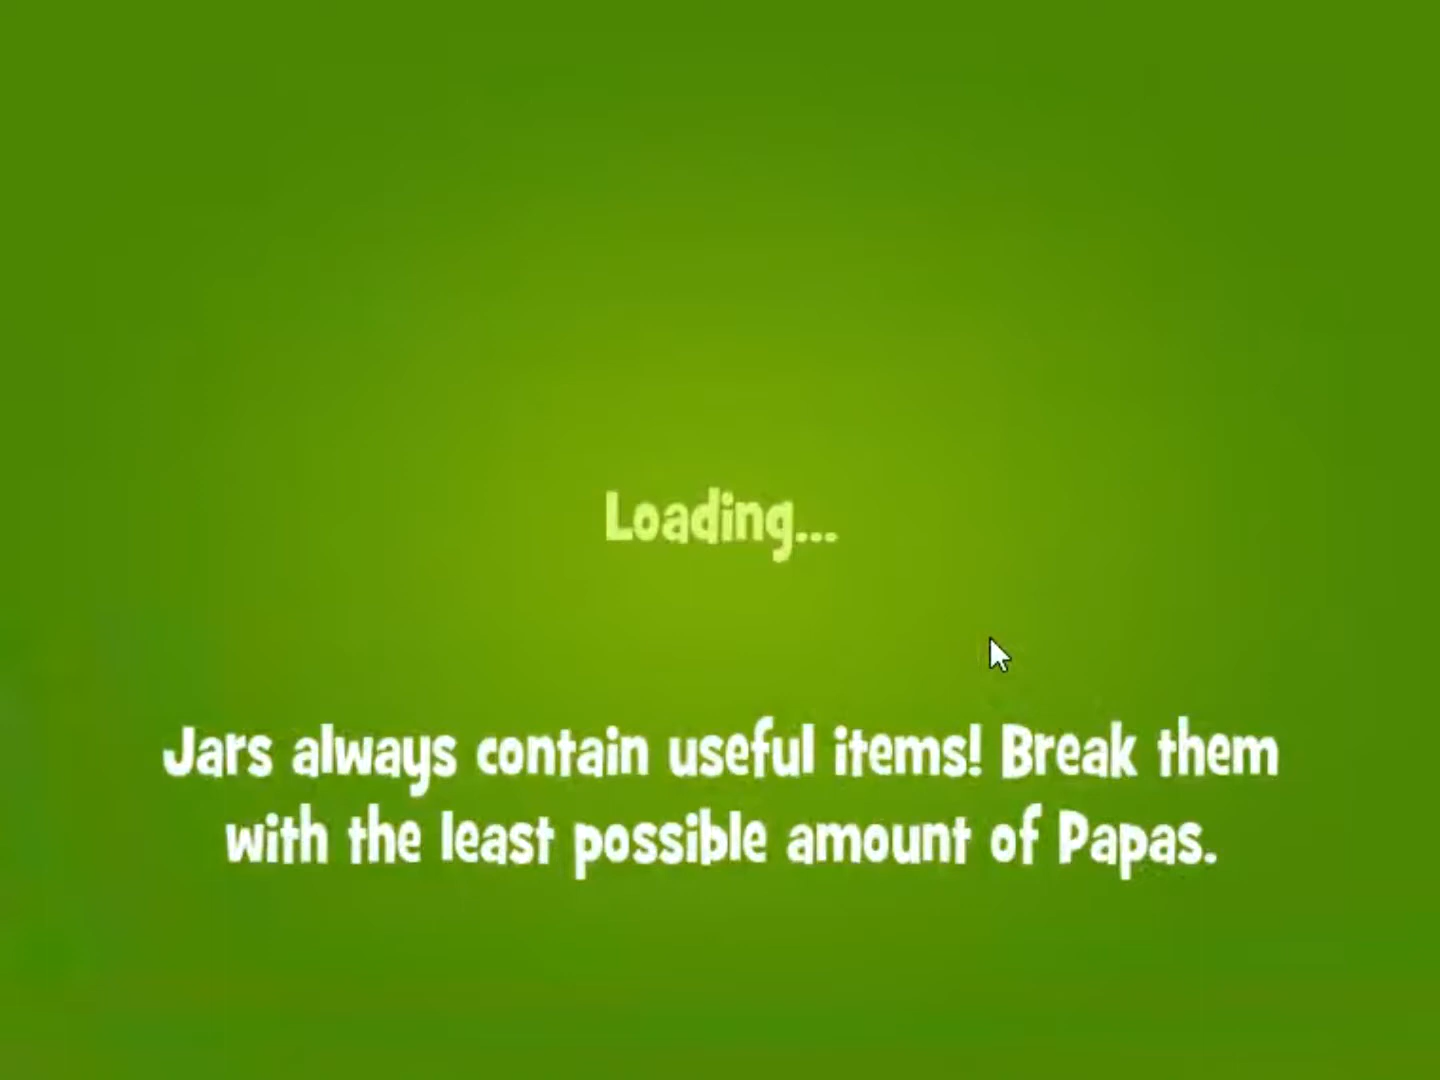 Loading...
Jars always contain useful items! Break them
with the least possible amount of Papas.